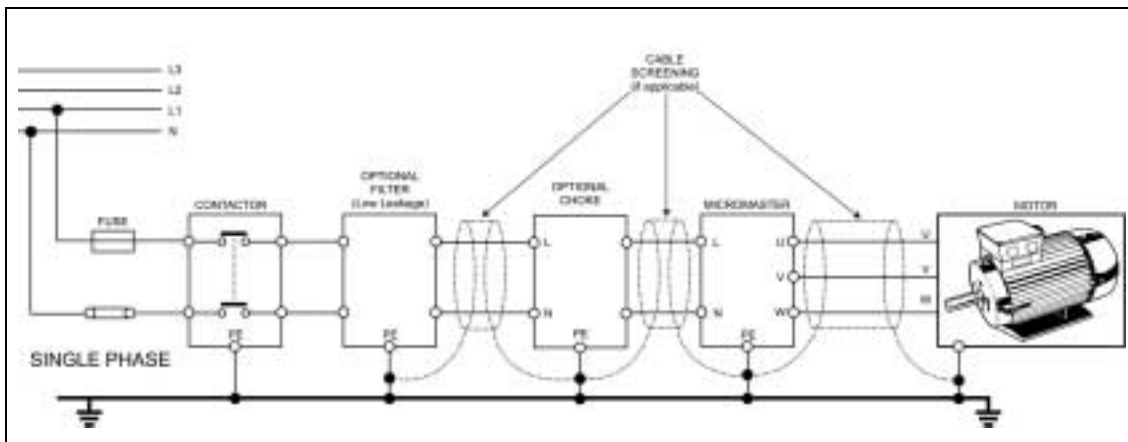 L3
L2
L1
N
CABLE
SCREENING
(if applicable)
OPTIONAL
FILTER
(Low Leakage)
OPTIONAL
CHOKE
FUSE
CONTACTOR
MICROMASTER
MOTOR
L
L
U
V
V
N
N
W
W
PE
PE
PE
PE
SINGLE PHASE